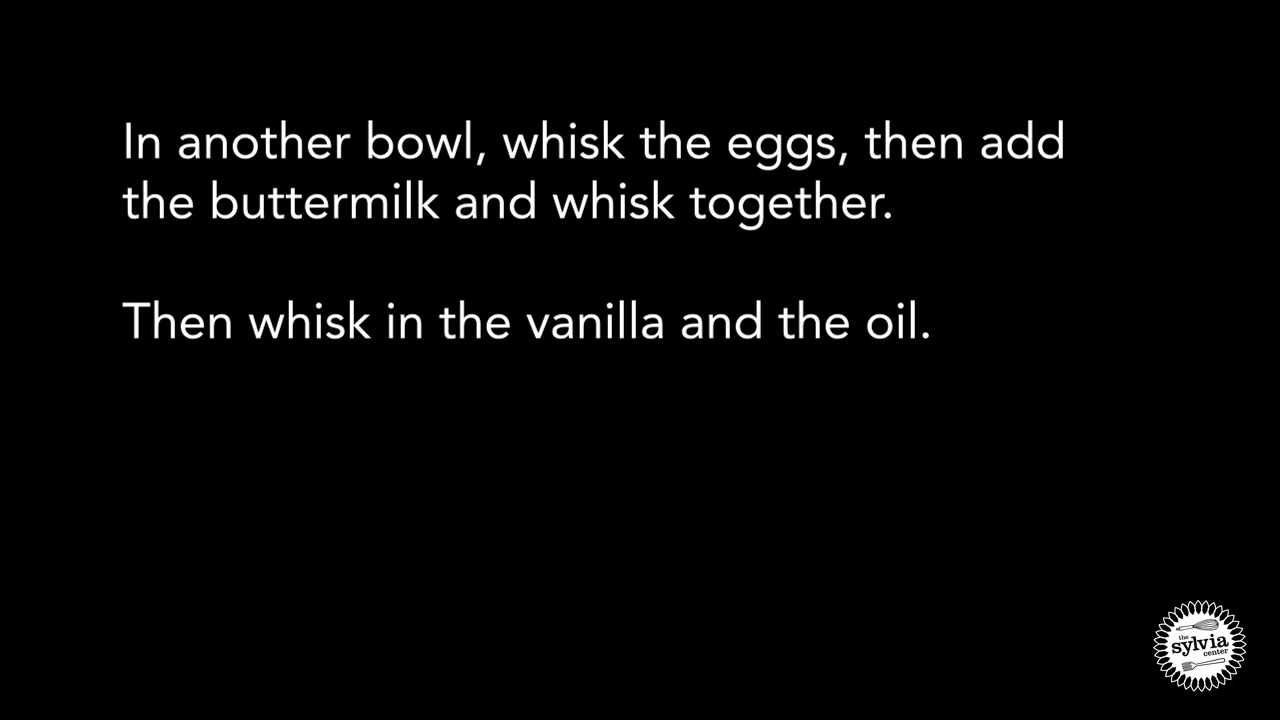 In another bowl, whisk the eggs, then add
the buttermilk and whisk together.
Then whisk in the vanilla and the oil.
the
sylvia
center